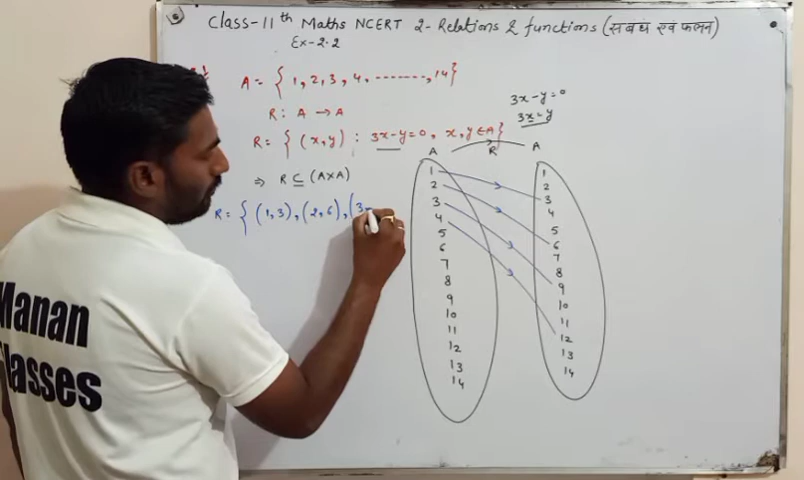 Class-11th Maths NCERT 2-Relations & functions (सबंध एवं फलन)
Ex-2.2
A = { 1, 2, 3, 4, ......., 14}
R : A → A
R = { (x,y) : 3x-y=0, x,y ∈ A}
⇒ R ⊆ (A×A)
R = { (1,3), (2,6), (3
3x-y=0
3x=y
A R A
1 1
2 2
3 3
4 4
5 5
6 6
7 7
8 8
9 9
10 10
11 11
12 12
13 13
14 14
Manan
Classes